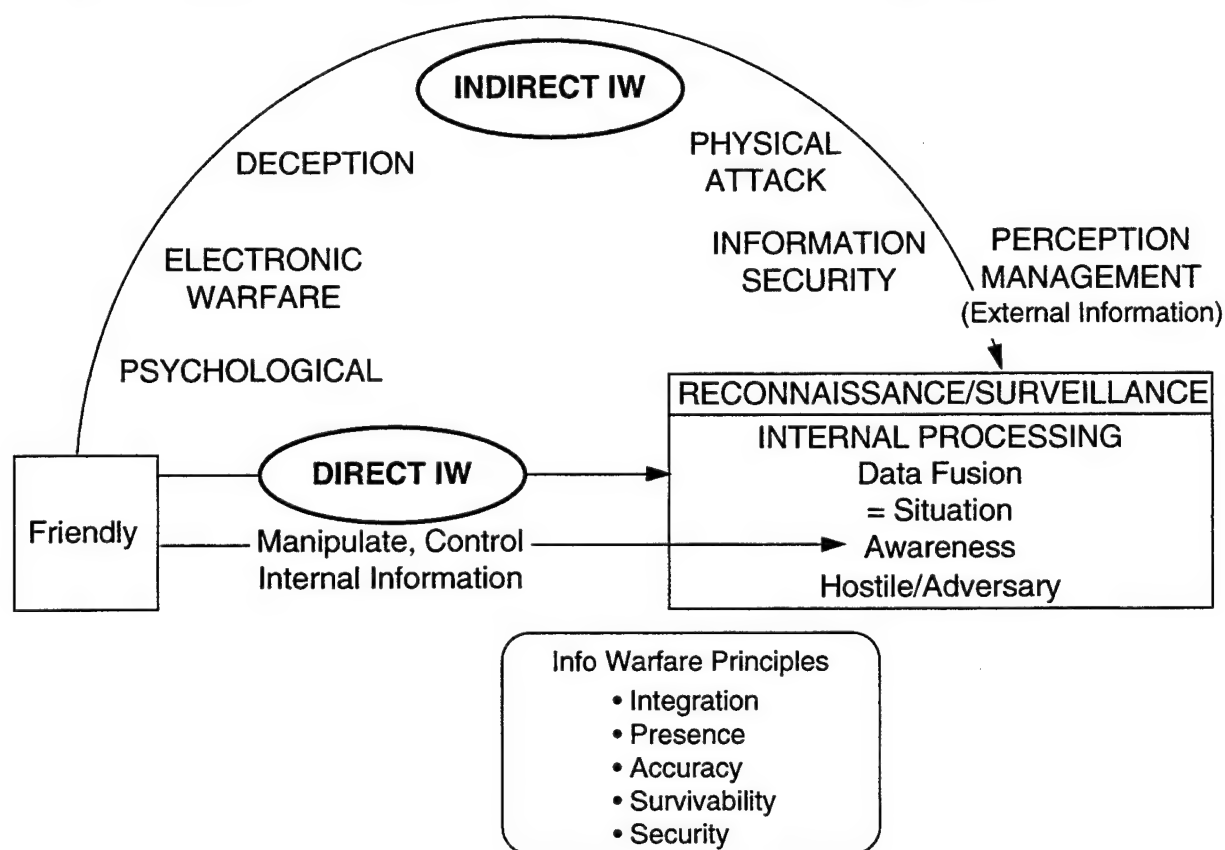 INDIRECT IW
DECEPTION
PHYSICAL
ATTACK
ELECTRONIC
WARFARE
INFORMATION
SECURITY
PERCEPTION
MANAGEMENT
(External Information)
PSYCHOLOGICAL
RECONNAISSANCE/SURVEILLANCE
INTERNAL PROCESSING
Data Fusion
= Situation
Awareness
Hostile/Adversary
Friendly
DIRECT IW
Manipulate, Control
Internal Information
Info Warfare Principles
• Integration
• Presence
• Accuracy
• Survivability
• Security